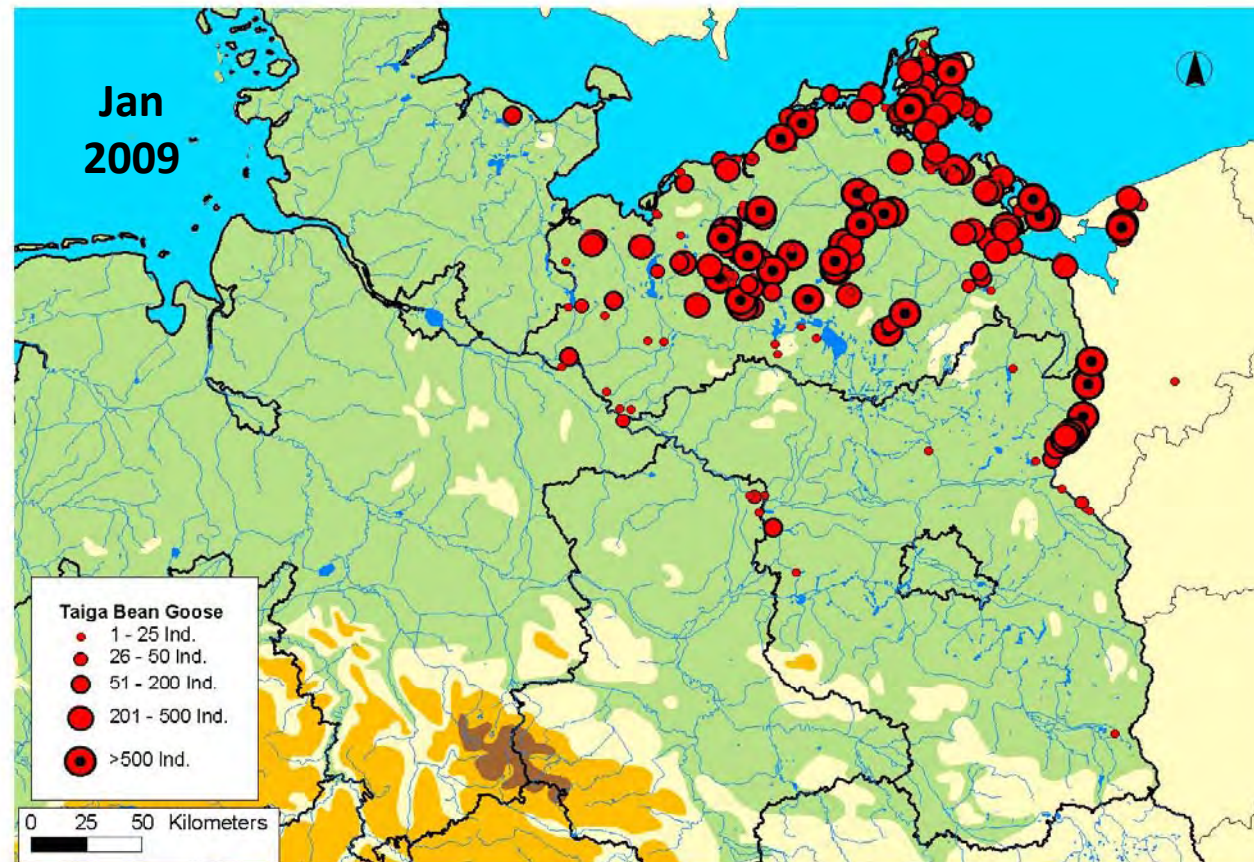 Jan
2009
Taiga Bean Goose
1 - 25 Ind.
26 - 50 Ind.
51 - 200 Ind.
201 - 500 Ind.
>500 Ind.
0 25 50 Kilometers